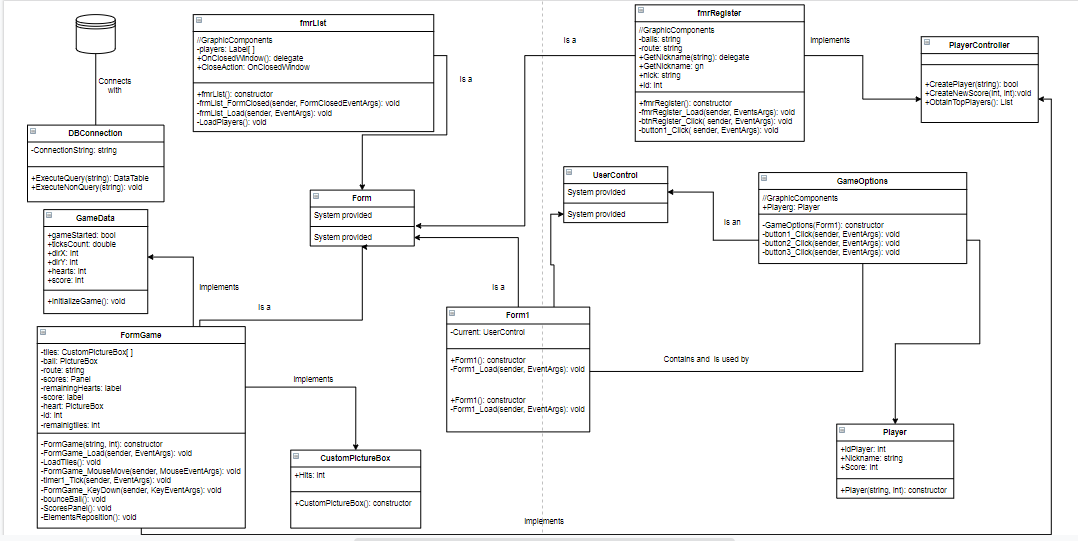 Connects
with
DBConnection
-ConnectionString: string
+ExecuteQuery(string): DataTable
+ExecuteNonQuery(string): void
fmrList
//GraphicComponents
-players: Label[ ]
+OnClosedWindow(): delegate
+CloseAction: OnClosedWindow
+fmrList(): constructor
-frmList_FormClosed(sender, FormClosedEventArgs): void
-frmList_Load(sender, EventArgs): void
-LoadPlayers(): void
Is a
Is a
fmrRegister
//GraphicComponents
-balls: string
-route: string
+GetNickname(string): delegate
+GetNickname: gn
+nick: string
+id: int
+fmrRegister(): constructor
-fmrRegister_Load(sender, EventsArgs): void
-btnRegister_Click( sender, EventArgs): void
-button1_Click( sender, EventArgs): void
Implements
PlayerController
+CreatePlayer(string): bool
+CreateNewScore(int, int):void
+ObtainTopPlayers(): List
GameData
+gameStarted: bool
+ticksCount: double
+dirX: int
+dirY: int
+hearts: int
+score: int
+InitializeGame(): void
Form
System provided
System provided
UserControl
System provided
System provided
Is an
GameOptions
//GraphicComponents
+Playerg: Player
-GameOptions(Form1): constructor
-button1_Click(sender, EventArgs): void
-button2_Click(sender, EventArgs): void
-button3_Click(sender, EventArgs): void
Implements
Is a
Is a
FormGame
-tiles: CustomPictureBox[ ]
-ball: PictureBox
-route: string
-scores: Panel
-remainingHearts: label
-score: label
-heart: PictureBox
-id: int
-remainigtiles: int
-FormGame(string, int): constructor
-FormGame_Load(sender, EventArgs): void
-LoadTiles(): void
-FormGame_MouseMove(sender, MouseEventArgs): void
-timer1_Tick(sender, EventArgs): void
-FormGame_KeyDown(sender, KeyEventArgs): void
-bounceBall(): void
-ScoresPanel(): void
-ElementsReposition(): void
Implements
CustomPictureBox
+Hits: int
+CustomPictureBox(): constructor
Form1
-Current: UserControl
+Form1(): constructor
-Form1_Load(sender, EventArgs): void
+Form1(): constructor
-Form1_Load(sender, EventArgs): void
Contains and is used by
Player
+idPlayer: int
+Nickname: string
+Score: int
+Player(string, int): constructor
Implements